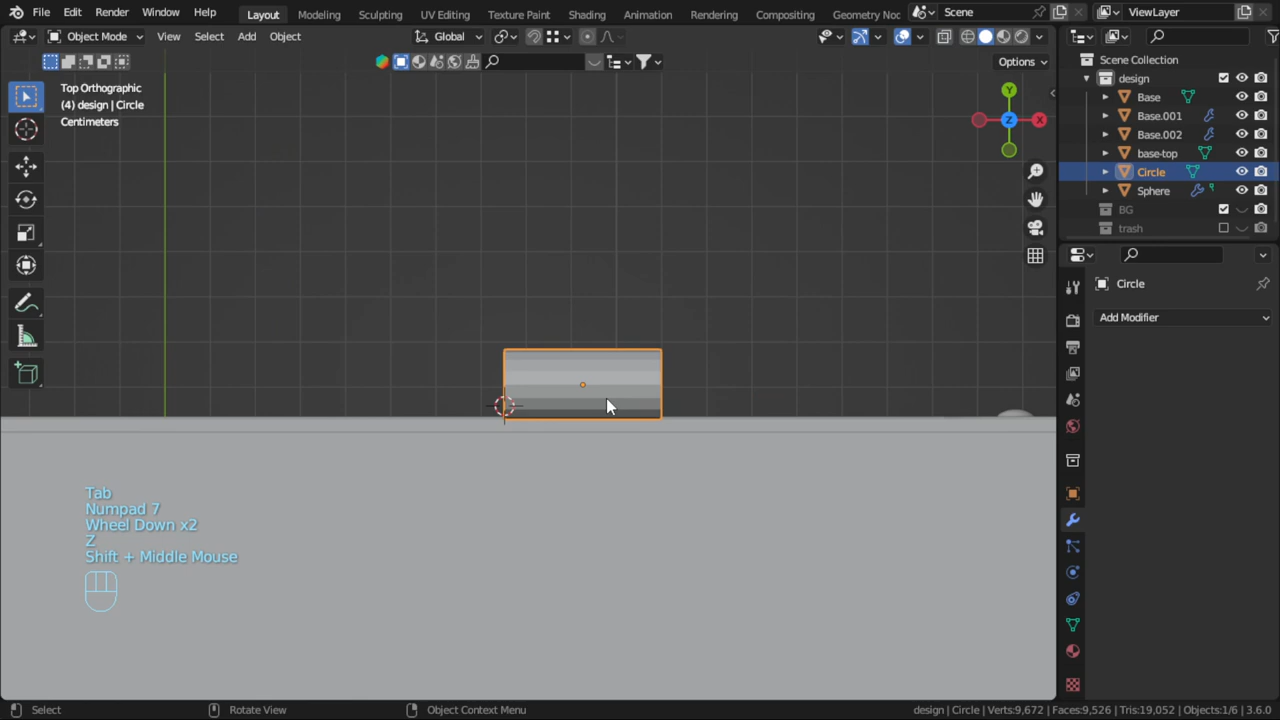 File Edit Render Window Help Layout Modeling Sculpting UV Editing Texture Paint Shading Animation Rendering Compositing Geometry Noc Scene ViewLayer
Object Mode View Select Add Object Global
Options
Top Orthographic
(4) design | Circle
Centimeters
Y
Z
X
Scene Collection
design
Base
Base.001
Base.002
base-top
Circle
Sphere
BG
trash
Circle
Add Modifier
Tab
Numpad 7
Wheel Down x2
Z
Shift + Middle Mouse
Select Rotate View Object Context Menu design | Circle | Verts:9,672 | Faces:9,526 | Tris:19,052 | Objects:1/6 | 3.6.0